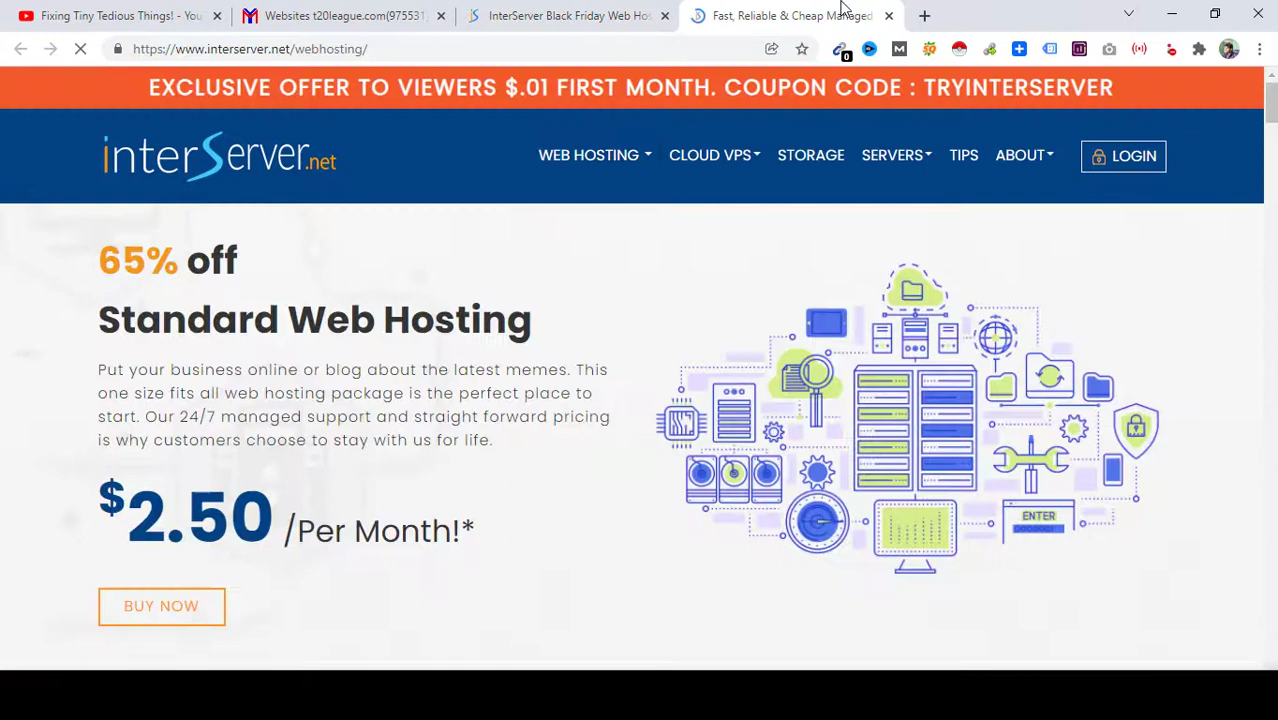 Fixing Tiny Tedious Things! - You
Websites t20league.com(975531)
InterServer Black Friday Web Hos
Fast, Reliable & Cheap Managed
https://www.interserver.net/webhosting/
0
EXCLUSIVE OFFER TO VIEWERS $.01 FIRST MONTH. COUPON CODE : TRYINTERSERVER
interServer.net
WEB HOSTING
CLOUD VPS
STORAGE
SERVERS
TIPS
ABOUT
LOGIN
65% off
Standard Web Hosting
Put your business online or blog about the latest memes. This
one size fits all web hosting package is the perfect place to
start. Our 24/7 managed support and straight forward pricing
is why customers choose to stay with us for life.
$2.50 /Per Month!*
BUY NOW
ENTER